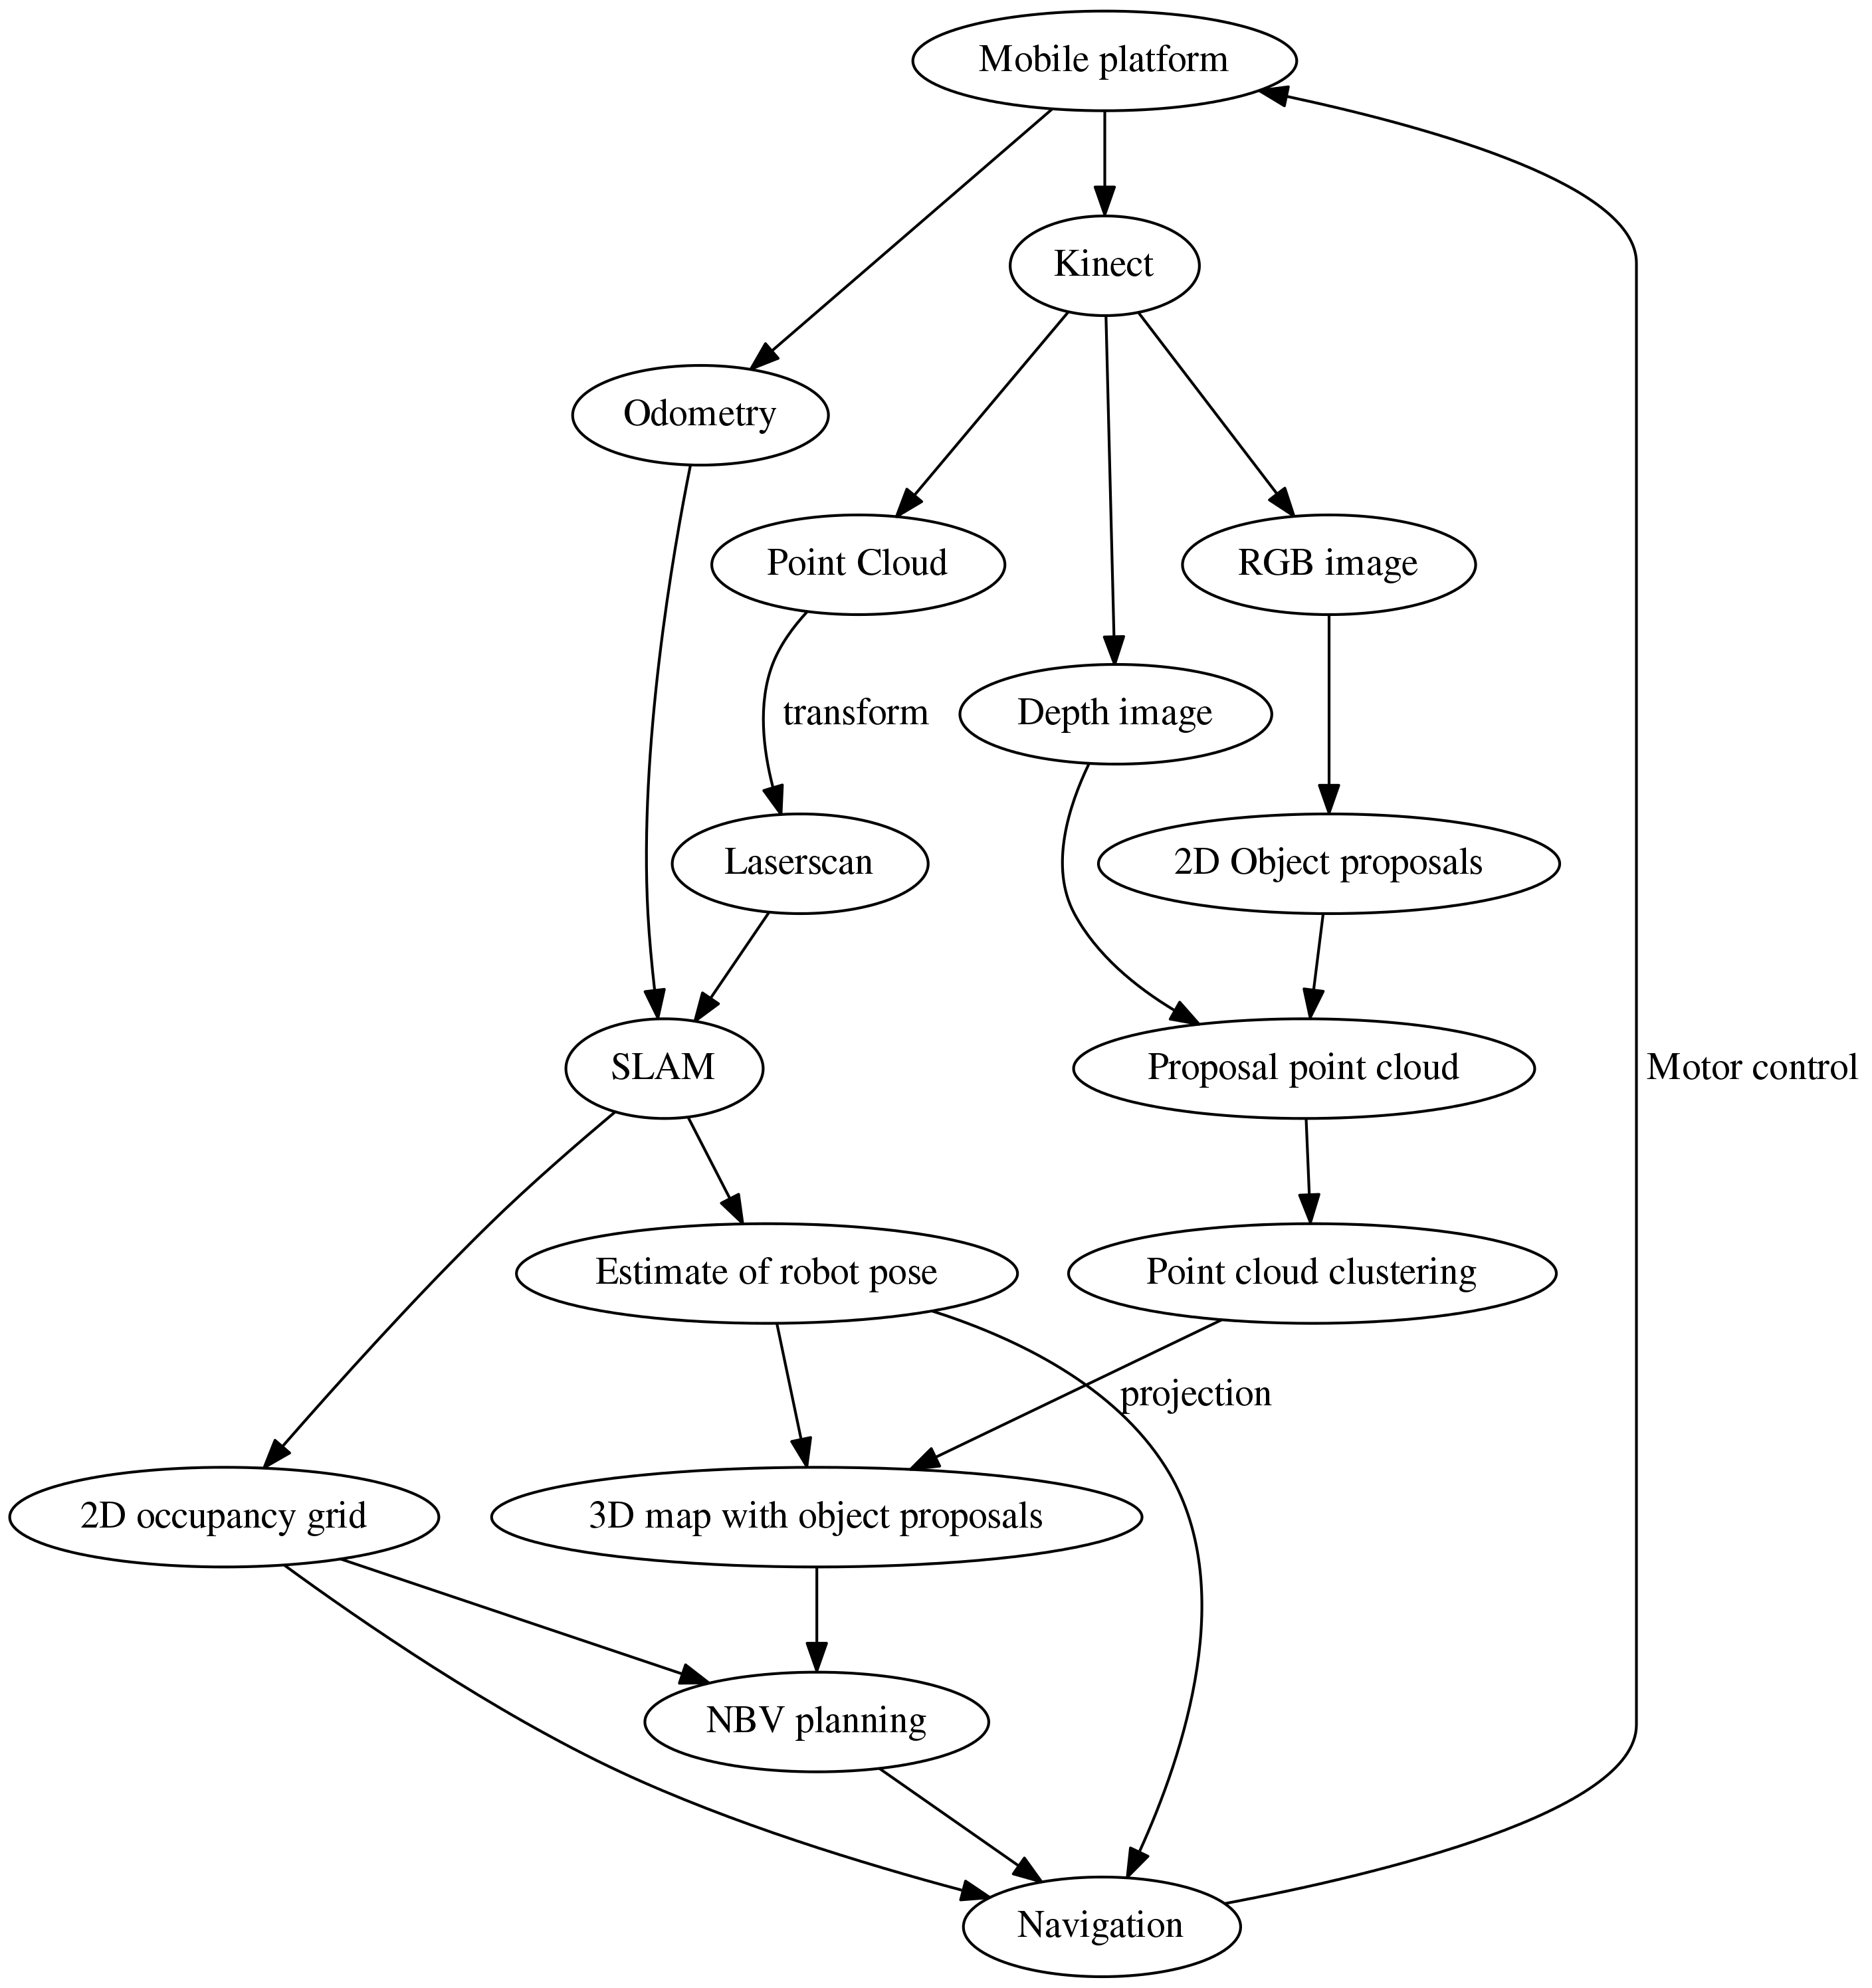 Mobile platform
Kinect
Odometry
Point Cloud
RGB image
transform
Depth image
Laserscan
2D Object proposals
SLAM
Proposal point cloud
Motor control
Estimate of robot pose
Point cloud clustering
projection
2D occupancy grid
3D map with object proposals
NBV planning
Navigation